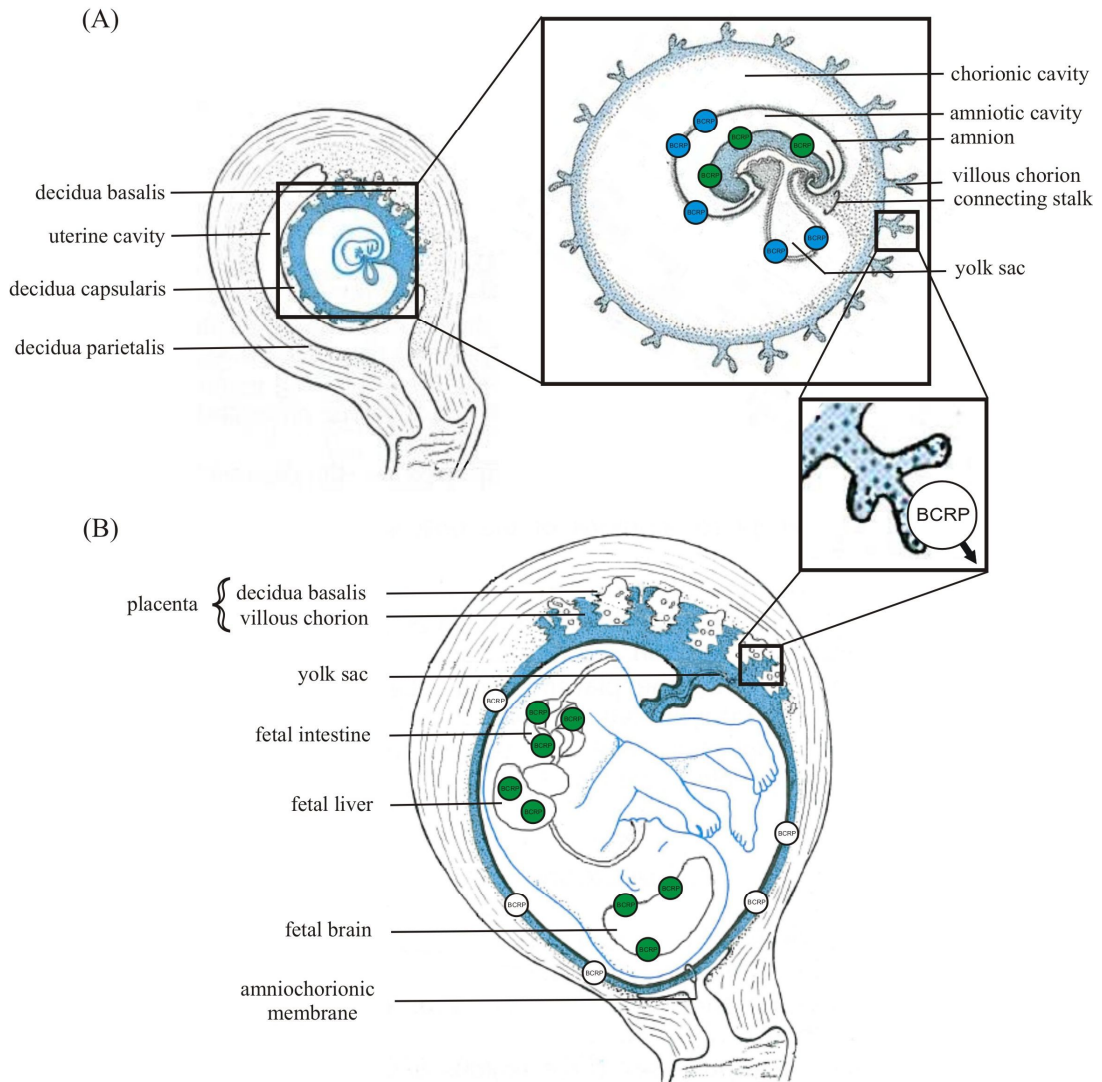 (A)
decidua basalis
uterine cavity
decidua capsularis
decidua parietalis
chorionic cavity
amniotic cavity
amnion
villous chorion
connecting stalk
yolk sac
BCRP
BCRP
BCRP
BCRP
BCRP
BCRP
BCRP
BCRP
BCRP
(B)
placenta
decidua basalis
villous chorion
yolk sac
fetal intestine
fetal liver
fetal brain
amniochorionic
membrane
BCRP
BCRP
BCRP
BCRP
BCRP
BCRP
BCRP
BCRP
BCRP
BCRP
BCRP
BCRP
BCRP